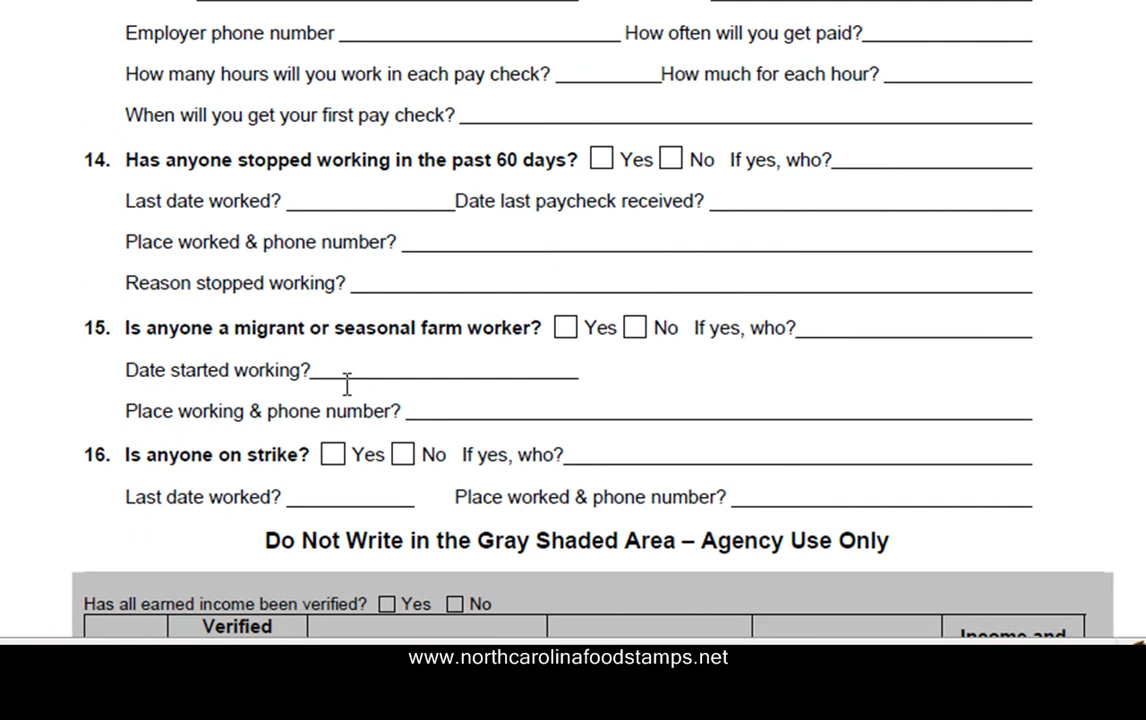 Employer phone number How often will you get paid?
How many hours will you work in each pay check? How much for each hour?
When will you get your first pay check?
14. Has anyone stopped working in the past 60 days? Yes No If yes, who?
Last date worked? Date last paycheck received?
Place worked & phone number?
Reason stopped working?
15. Is anyone a migrant or seasonal farm worker? Yes No If yes, who?
Date started working?
Place working & phone number?
16. Is anyone on strike? Yes No If yes, who?
Last date worked? Place worked & phone number?
Do Not Write in the Gray Shaded Area – Agency Use Only
Has all earned income been verified? Yes No
Verified
Income and
www.northcarolinafoodstamps.net